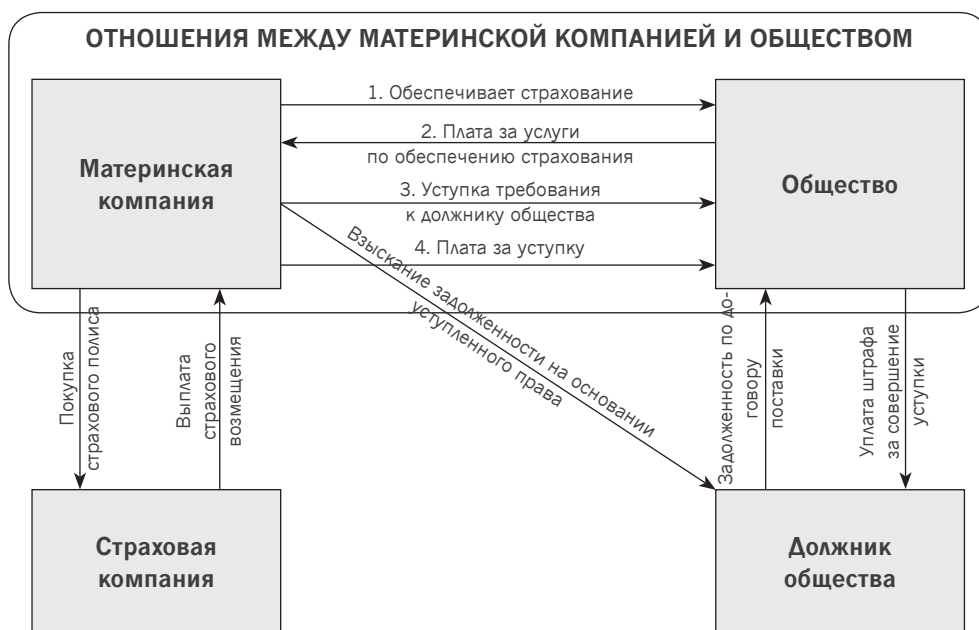 ОТНОШЕНИЯ МЕЖДУ МАТЕРИНСКОЙ КОМПАНИЕЙ И ОБЩЕСТВОМ
Материнская
компания
1. Обеспечивает страхование
2. Плата за услуги
по обеспечению страхования
3. Уступка требования
к должнику общества
4. Плата за уступку
Общество
Покупка
страхового полиса
Выплата
страхового
возмещения
Взыскание задолженности на основании
уступленного права
Задолженность по до-
говору
поставки
Уплата штрафа
за совершение
уступки
Страховая
компания
Должник
общества